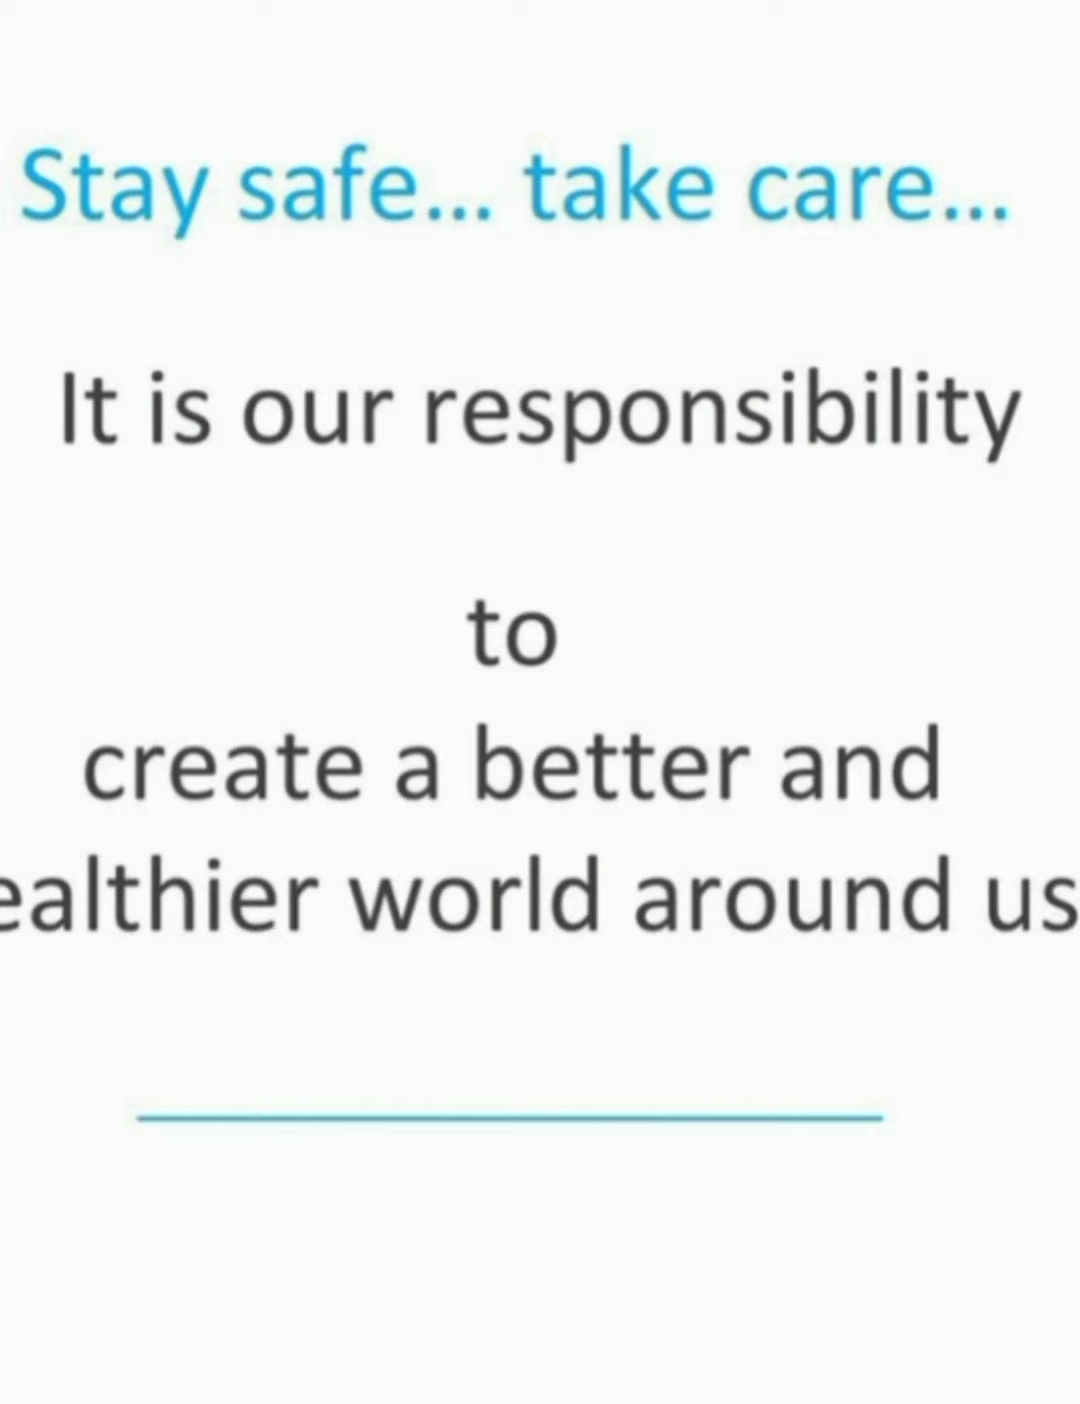 Stay safe... take care...
It is our responsibility
to
create a better and
ealthier world around us